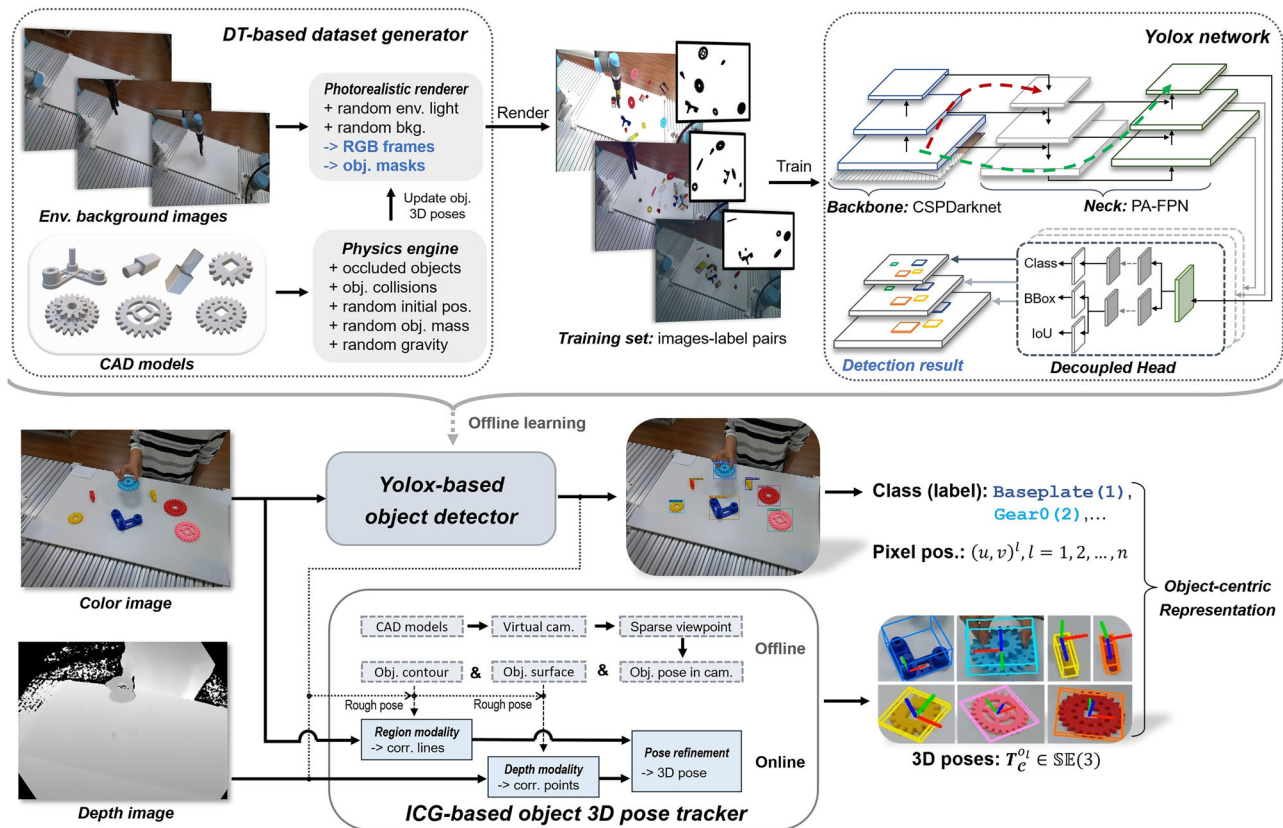 DT-based dataset generator
Photorealistic renderer
+ random env. light
+ random bkg.
-> RGB frames
-> obj. masks
Env. background images
Update obj.
3D poses
Physics engine
+ occluded objects
+ obj. collisions
+ random initial pos.
+ random obj. mass
+ random gravity
CAD models
Render
Training set: images-label pairs
Train
Yolox network
Backbone: CSPDarknet
Neck: PA-FPN
Class
BBox
IoU
Detection result
Decoupled Head
Offline learning
Color image
Yolox-based
object detector
Class (label): Baseplate(1),
Gear0(2),...
Pixel pos.: (u, v)^l, l = 1, 2, ..., n
Object-centric
Representation
Depth image
CAD models
Virtual cam.
Sparse viewpoint
Offline
Obj. contour
&
Obj. surface
&
Obj. pose in cam.
Rough pose
Rough pose
Region modality
-> corr. lines
Depth modality
-> corr. points
Pose refinement
-> 3D pose
Online
ICG-based object 3D pose tracker
3D poses: T_c^{o_l} ∈ 𝕊𝔼(3)